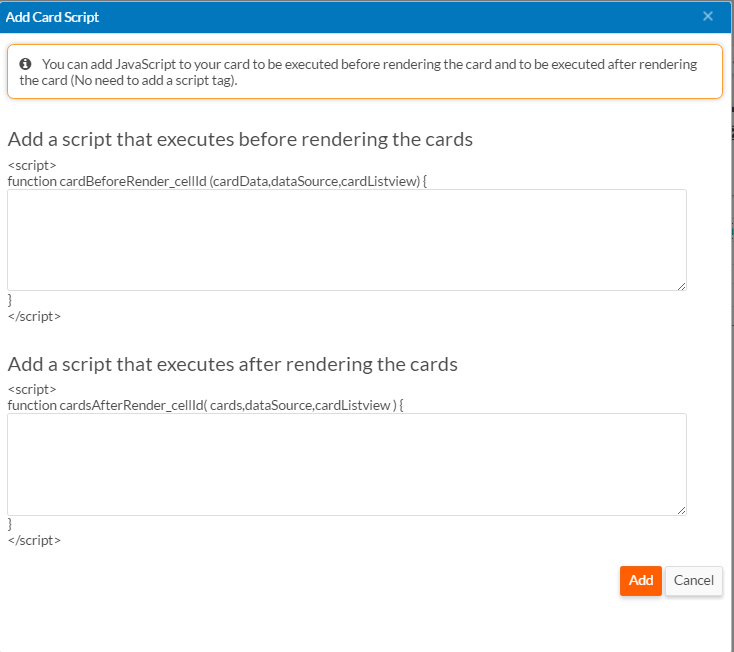 Add Card Script
×
You can add JavaScript to your card to be executed before rendering the card and to be executed after rendering
the card (No need to add a script tag).
Add a script that executes before rendering the cards
<script>
function cardBeforeRender_cellId (cardData,dataSource,cardListview) {
}
</script>
Add a script that executes after rendering the cards
<script>
function cardsAfterRender_cellId( cards,dataSource,cardListview ) {
}
</script>
Add Cancel